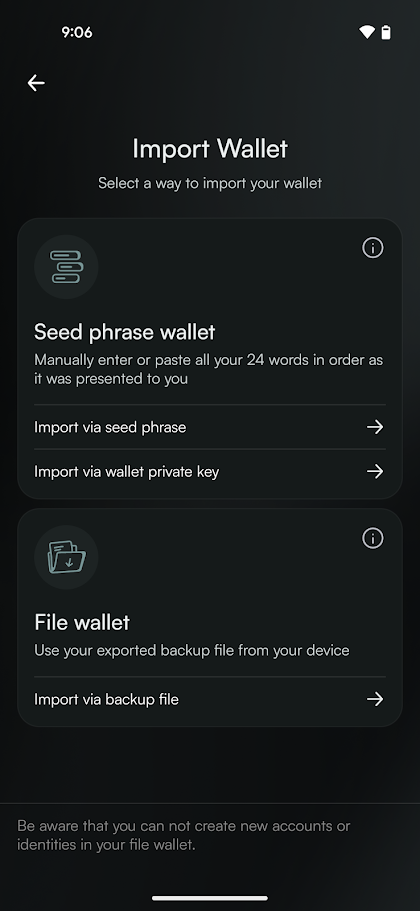 9:06
Import Wallet
Select a way to import your wallet
Seed phrase wallet
Manually enter or paste all your 24 words in order as
it was presented to you
Import via seed phrase
Import via wallet private key
File wallet
Use your exported backup file from your device
Import via backup file
Be aware that you can not create new accounts or
identities in your file wallet.